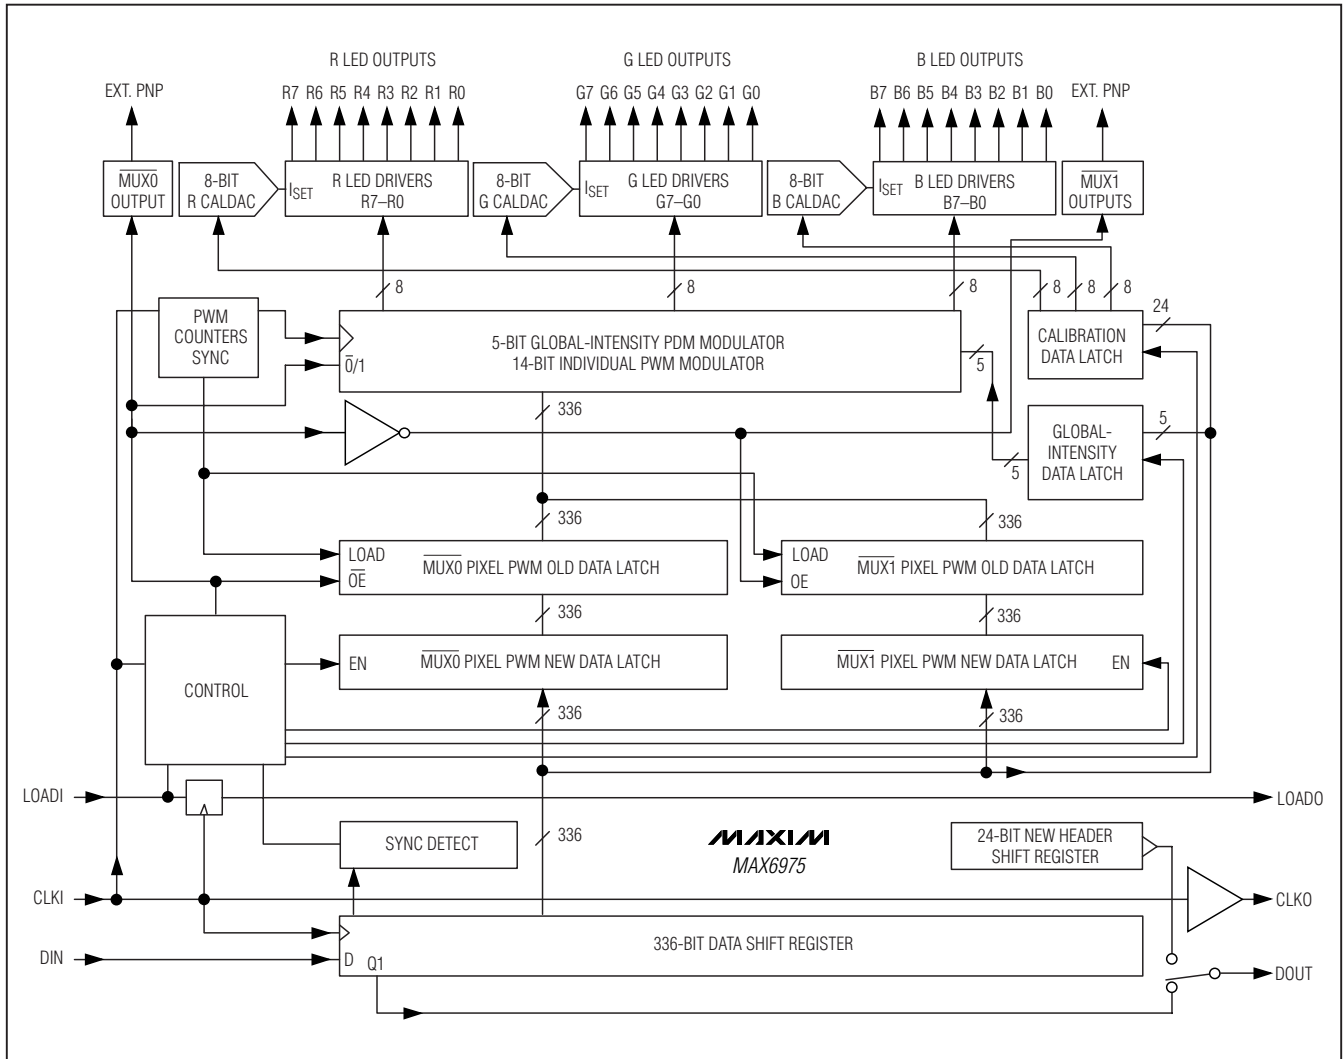 R LED OUTPUTS
G LED OUTPUTS
B LED OUTPUTS
EXT. PNP
R7 R6 R5 R4 R3 R2 R1 R0
G7 G6 G5 G4 G3 G2 G1 G0
B7 B6 B5 B4 B3 B2 B1 B0
EXT. PNP
M̅U̅X̅0̅
OUTPUT
8-BIT
R CALDAC
ISET
R LED DRIVERS
R7–R0
8-BIT
G CALDAC
ISET
G LED DRIVERS
G7–G0
8-BIT
B CALDAC
ISET
B LED DRIVERS
B7–B0
M̅U̅X̅1̅
OUTPUTS
8
8
8
8
8
8
24
PWM
COUNTERS
SYNC
0̅/1
5-BIT GLOBAL-INTENSITY PDM MODULATOR
14-BIT INDIVIDUAL PWM MODULATOR
5
CALIBRATION
DATA LATCH
336
GLOBAL-
INTENSITY
DATA LATCH
5
5
336
336
LOAD
O̅E̅
M̅U̅X̅0̅ PIXEL PWM OLD DATA LATCH
LOAD
OE
M̅U̅X̅1̅ PIXEL PWM OLD DATA LATCH
336
336
CONTROL
EN
M̅U̅X̅0̅ PIXEL PWM NEW DATA LATCH
M̅U̅X̅1̅ PIXEL PWM NEW DATA LATCH
EN
336
336
LOADI
LOADO
SYNC DETECT
336
MAXIM
MAX6975
24-BIT NEW HEADER
SHIFT REGISTER
CLKI
CLKO
DIN
D
Q1
336-BIT DATA SHIFT REGISTER
DOUT